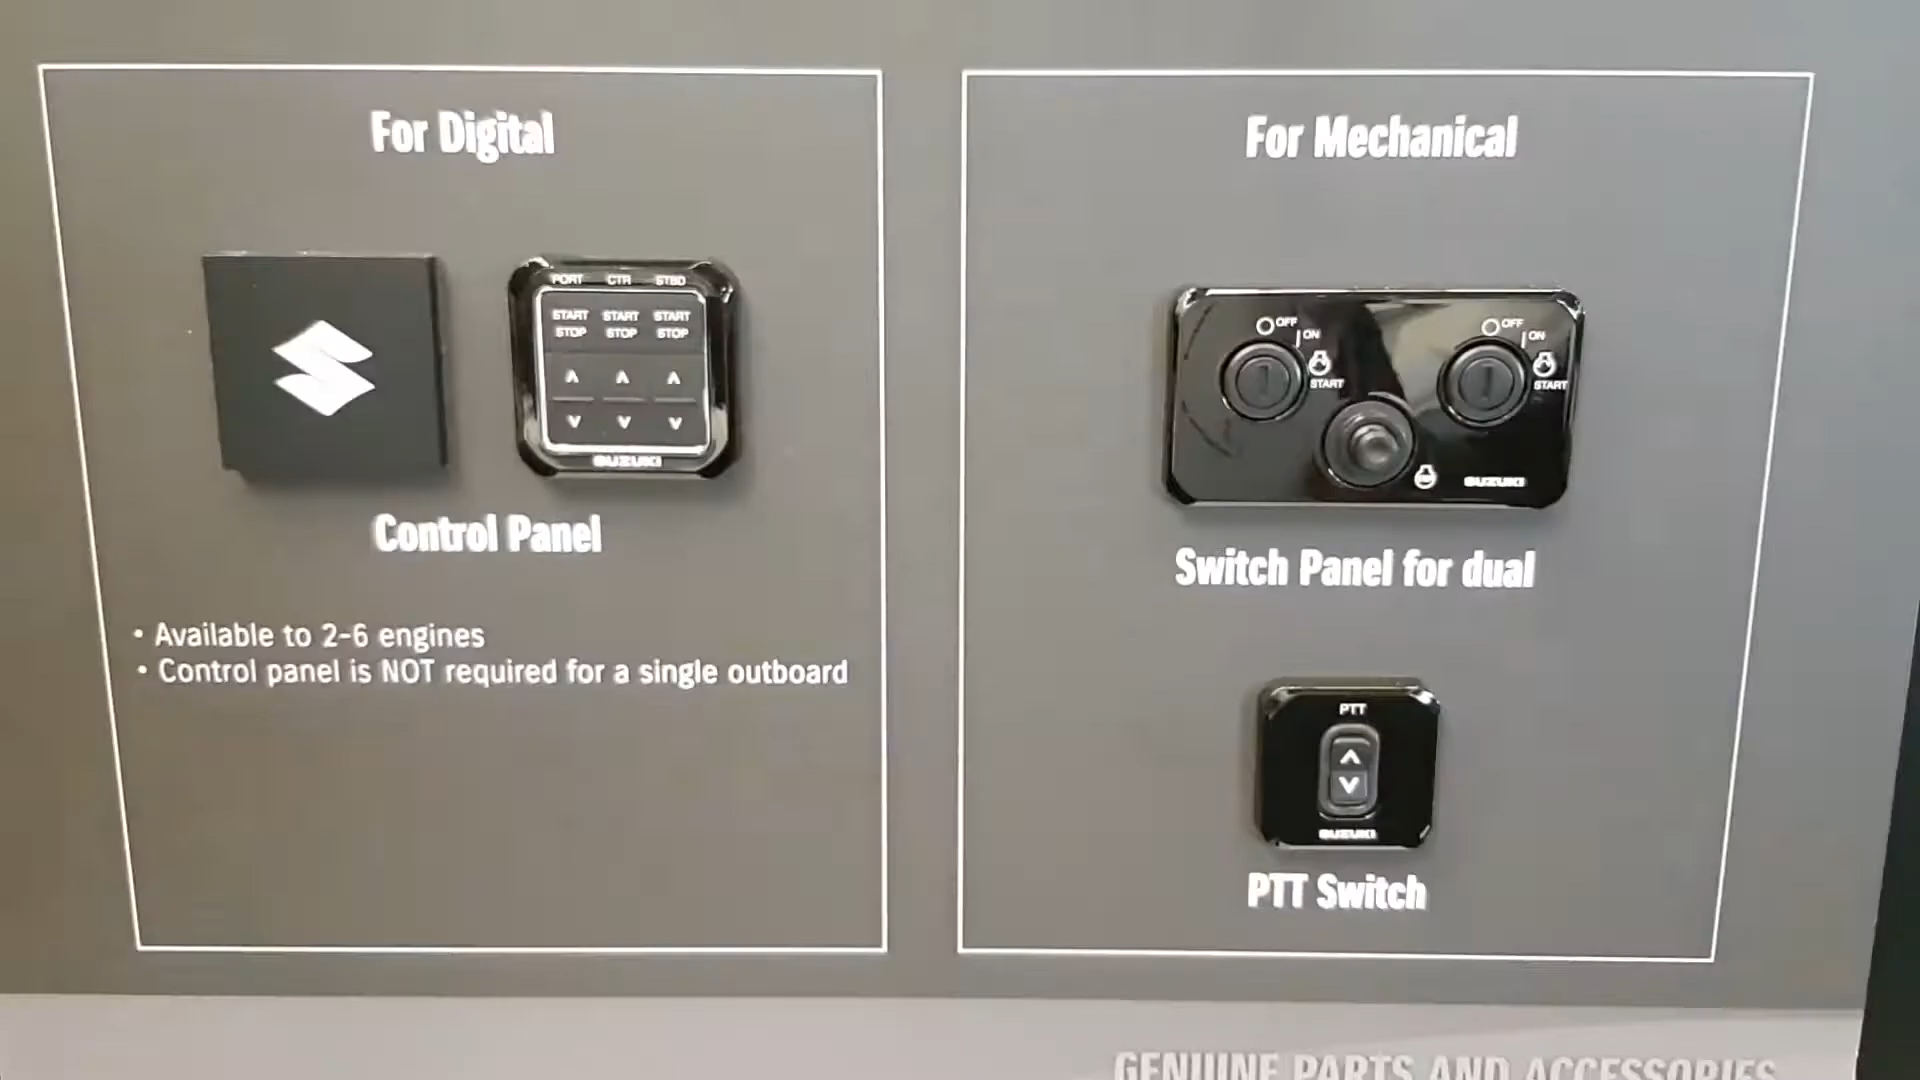 For Digital
PORT CTR STBD
START START START
STOP STOP STOP
SUZUKI
Control Panel
• Available to 2-6 engines
• Control panel is NOT required for a single outboard
For Mechanical
OFF OFF
ON ON
START START
SUZUKI
Switch Panel for dual
PTT
SUZUKI
PTT Switch
GENUINE PARTS AND ACCESSORIES